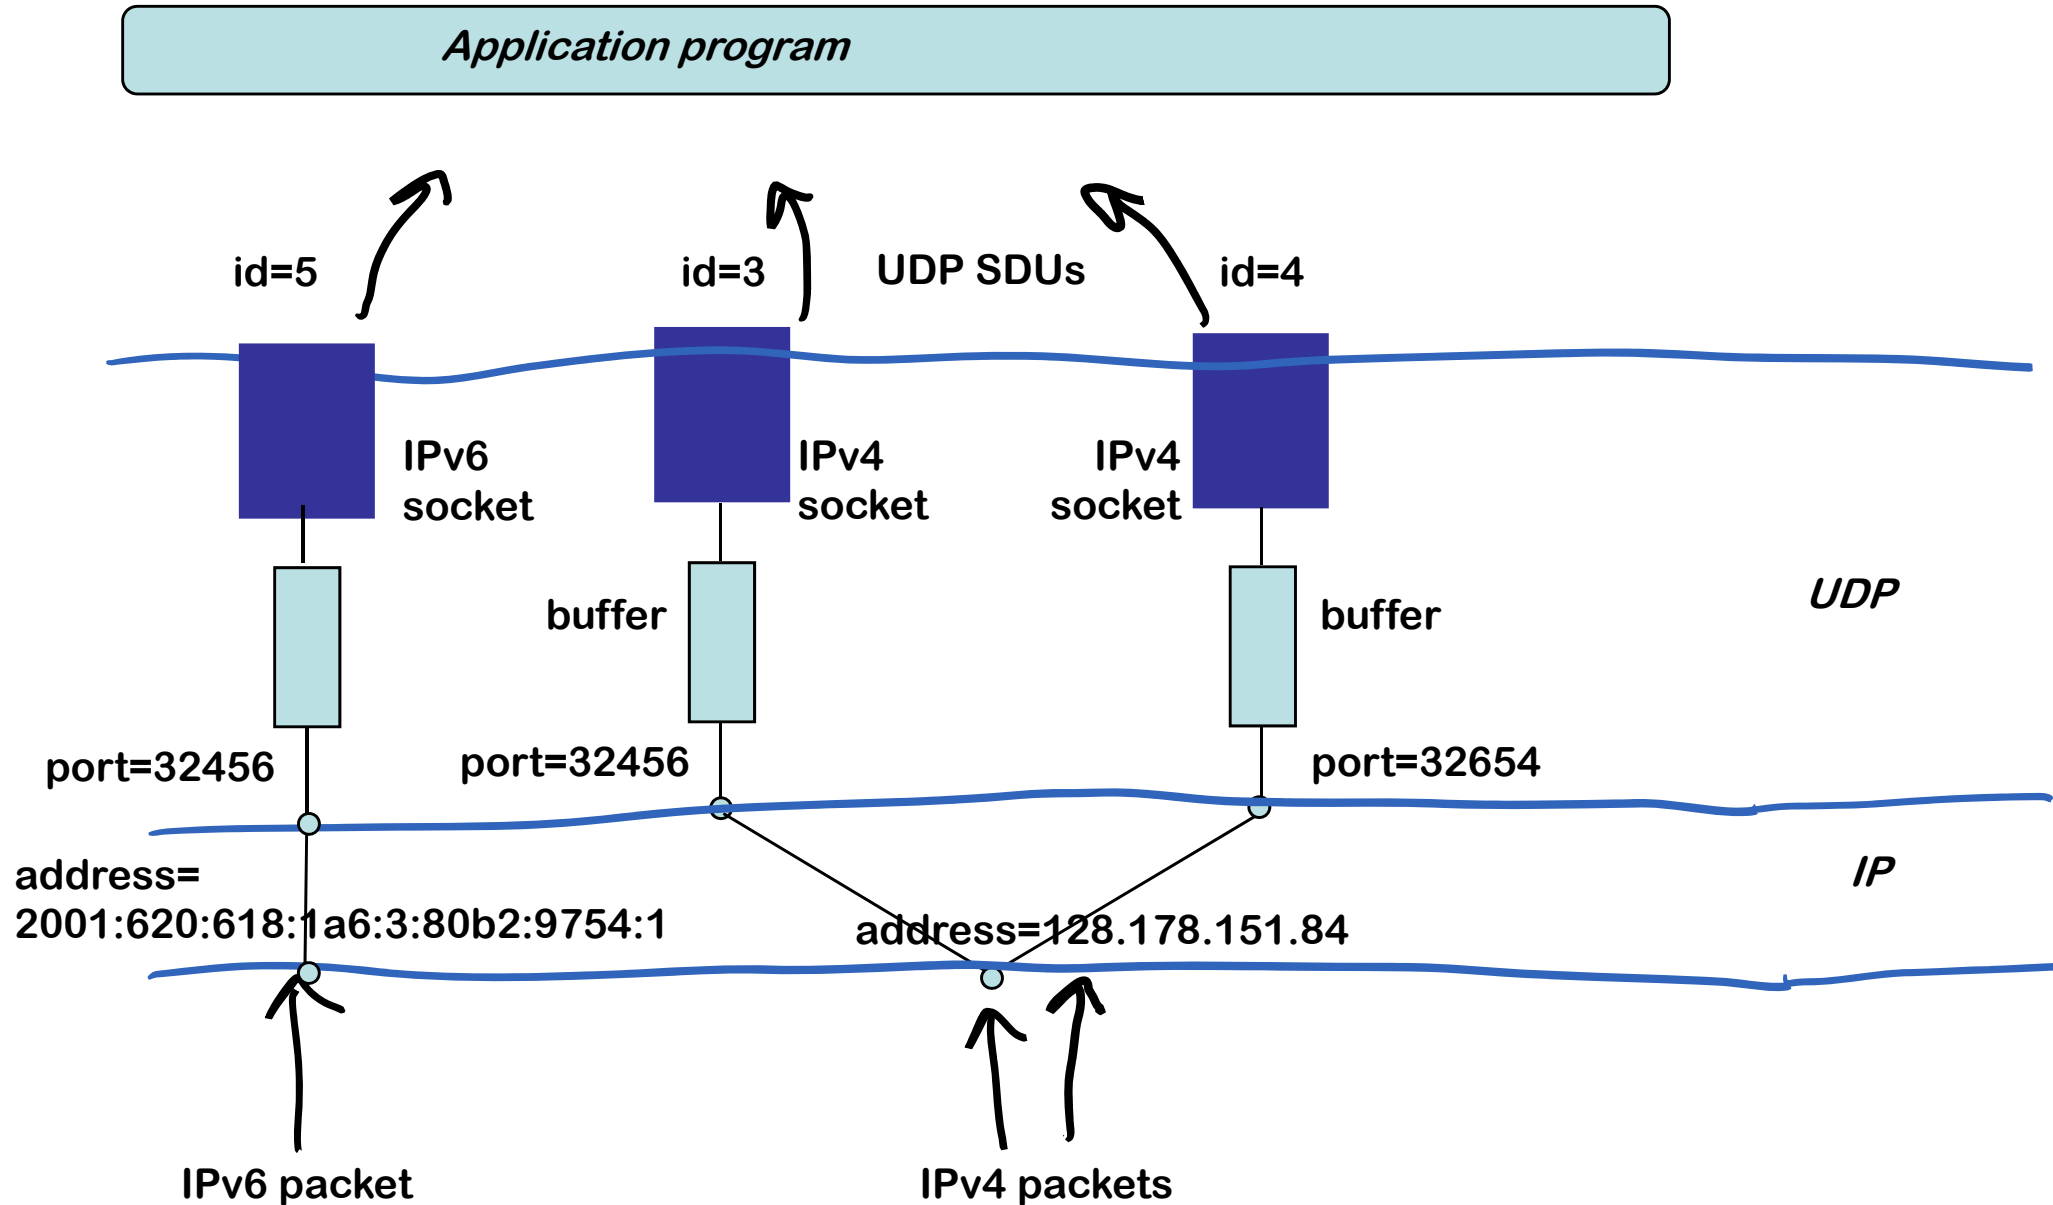 Application program
id=5
id=3
UDP SDUs
id=4
IPv6
socket
IPv4
socket
IPv4
socket
buffer
buffer
UDP
port=32456
port=32456
port=32654
address=
2001:620:618:1a6:3:80b2:9754:1
address=128.178.151.84
IP
IPv6 packet
IPv4 packets